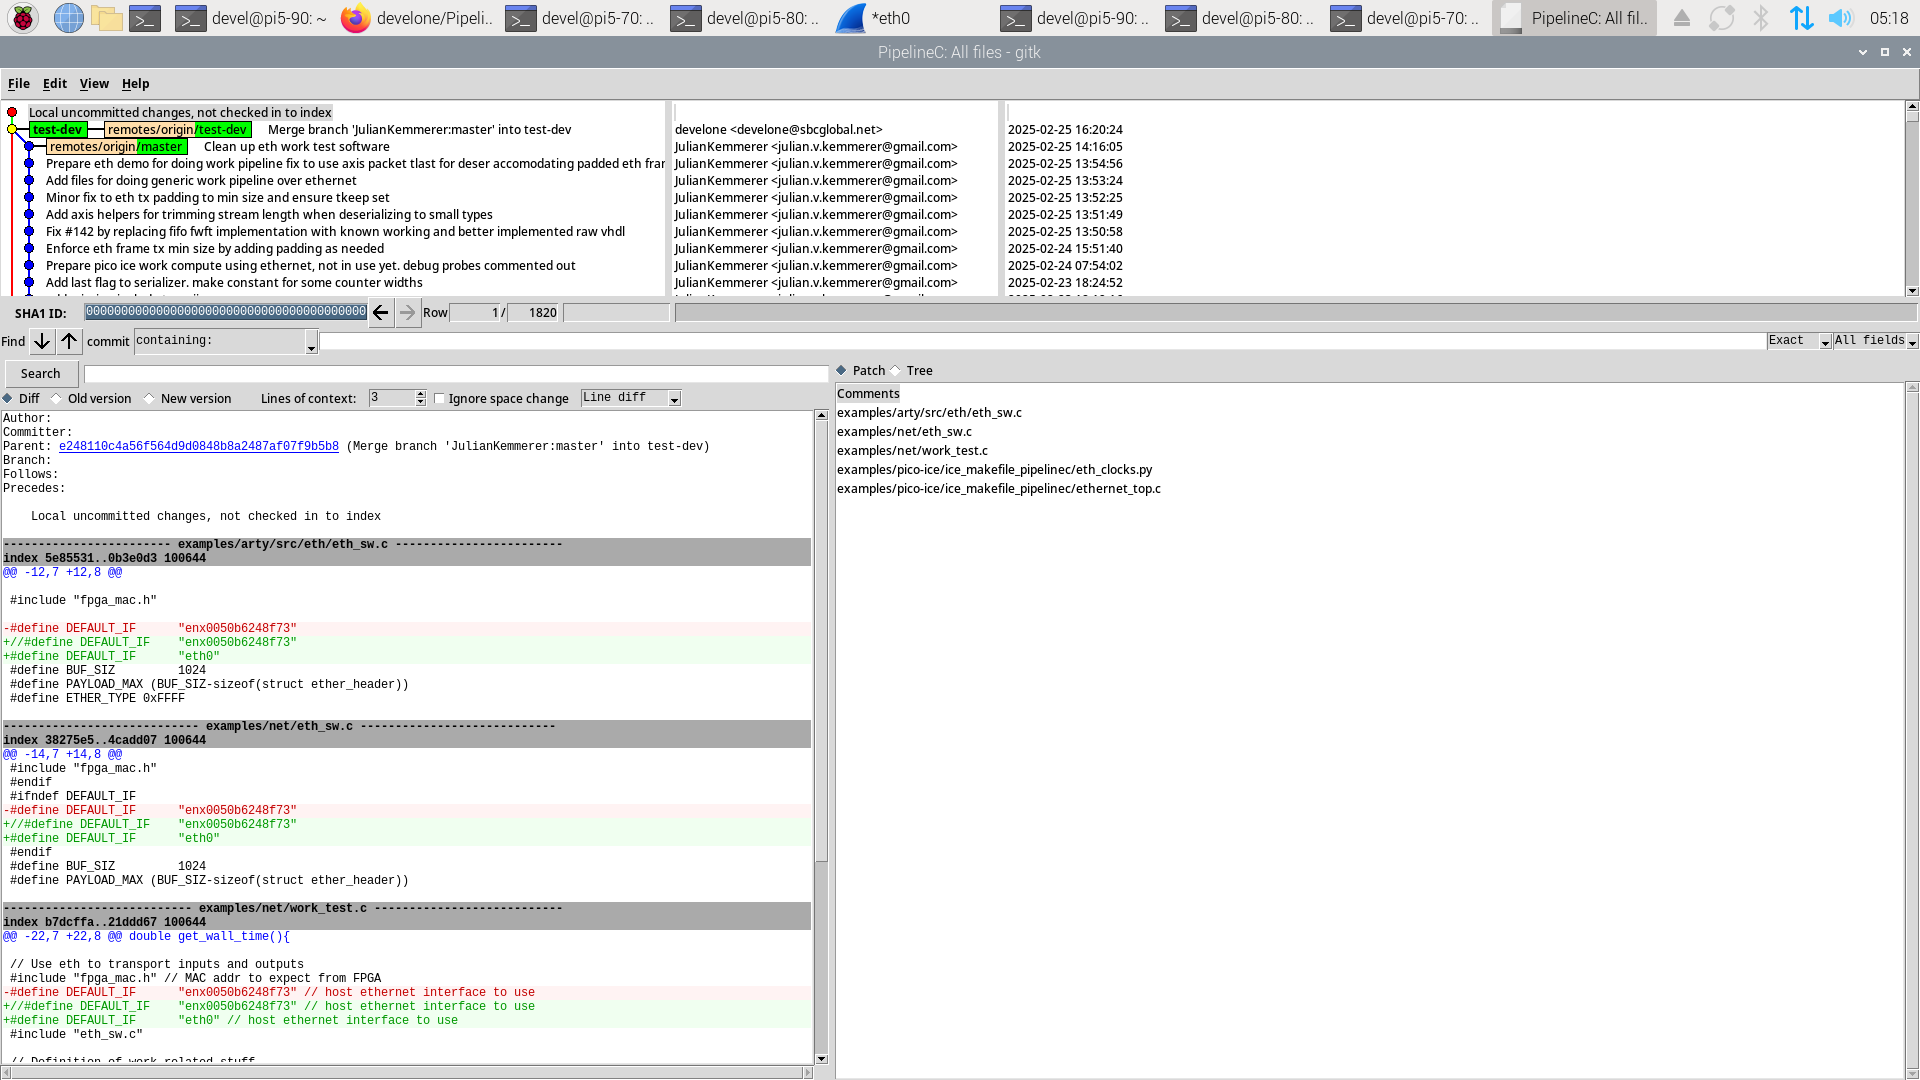 devel@pi5-90: ~
develone/Pipeli..
devel@pi5-70: ..
devel@pi5-80: ..
*eth0
devel@pi5-90: ..
devel@pi5-80: ..
devel@pi5-70: ..
PipelineC: All fil..
05:18
PipelineC: All files - gitk
File Edit View Help
Local uncommitted changes, not checked in to index
test-dev remotes/origin/test-dev Merge branch 'JulianKemmerer:master' into test-dev develone <develone@sbcglobal.net> 2025-02-25 16:20:24
remotes/origin/master Clean up eth work test software JulianKemmerer <julian.v.kemmerer@gmail.com> 2025-02-25 14:16:05
Prepare eth demo for doing work pipeline fix to use axis packet tlast for deser accomodating padded eth fran JulianKemmerer <julian.v.kemmerer@gmail.com> 2025-02-25 13:54:56
Add files for doing generic work pipeline over ethernet JulianKemmerer <julian.v.kemmerer@gmail.com> 2025-02-25 13:53:24
Minor fix to eth tx padding to min size and ensure tkeep set JulianKemmerer <julian.v.kemmerer@gmail.com> 2025-02-25 13:52:25
Add axis helpers for trimming stream length when deserializing to small types JulianKemmerer <julian.v.kemmerer@gmail.com> 2025-02-25 13:51:49
Fix #142 by replacing fifo fwft implementation with known working and better implemented raw vhdl JulianKemmerer <julian.v.kemmerer@gmail.com> 2025-02-25 13:50:58
Enforce eth frame tx min size by adding padding as needed JulianKemmerer <julian.v.kemmerer@gmail.com> 2025-02-24 15:51:40
Prepare pico ice work compute using ethernet, not in use yet. debug probes commented out JulianKemmerer <julian.v.kemmerer@gmail.com> 2025-02-24 07:54:02
Add last flag to serializer. make constant for some counter widths JulianKemmerer <julian.v.kemmerer@gmail.com> 2025-02-23 18:24:52
SHA1 ID: 0000000000000000000000000000000000000000 Row 1 / 1820
Find commit containing: Exact All fields
Search
Diff Old version New version Lines of context: 3 Ignore space change Line diff
Author:
Committer:
Parent: e248110c4a56f564d9d0848b8a2487af07f9b5b8 (Merge branch 'JulianKemmerer:master' into test-dev)
Branch:
Follows:
Precedes:
Local uncommitted changes, not checked in to index
------------------------ examples/arty/src/eth/eth_sw.c ------------------------
index 5e85531..0b3e0d3 100644
@@ -12,7 +12,8 @@
#include "fpga_mac.h"
-#define DEFAULT_IF      "enx0050b6248f73"
+//#define DEFAULT_IF    "enx0050b6248f73"
+#define DEFAULT_IF      "eth0"
#define BUF_SIZ         1024
#define PAYLOAD_MAX (BUF_SIZ-sizeof(struct ether_header))
#define ETHER_TYPE 0xFFFF
---------------------------- examples/net/eth_sw.c ----------------------------
index 38275e5..4cadd07 100644
@@ -14,7 +14,8 @@
#include "fpga_mac.h"
#endif
#ifndef DEFAULT_IF
-#define DEFAULT_IF      "enx0050b6248f73"
+//#define DEFAULT_IF    "enx0050b6248f73"
+#define DEFAULT_IF      "eth0"
#endif
#define BUF_SIZ         1024
#define PAYLOAD_MAX (BUF_SIZ-sizeof(struct ether_header))
--------------------------- examples/net/work_test.c ---------------------------
index b7dcffa..21ddd67 100644
@@ -22,7 +22,8 @@ double get_wall_time(){
// Use eth to transport inputs and outputs
#include "fpga_mac.h" // MAC addr to expect from FPGA
-#define DEFAULT_IF      "enx0050b6248f73" // host ethernet interface to use
+//#define DEFAULT_IF    "enx0050b6248f73" // host ethernet interface to use
+#define DEFAULT_IF      "eth0" // host ethernet interface to use
#include "eth_sw.c"
// Definition of work related stuff
Patch Tree
Comments
examples/arty/src/eth/eth_sw.c
examples/net/eth_sw.c
examples/net/work_test.c
examples/pico-ice/ice_makefile_pipelinec/eth_clocks.py
examples/pico-ice/ice_makefile_pipelinec/ethernet_top.c